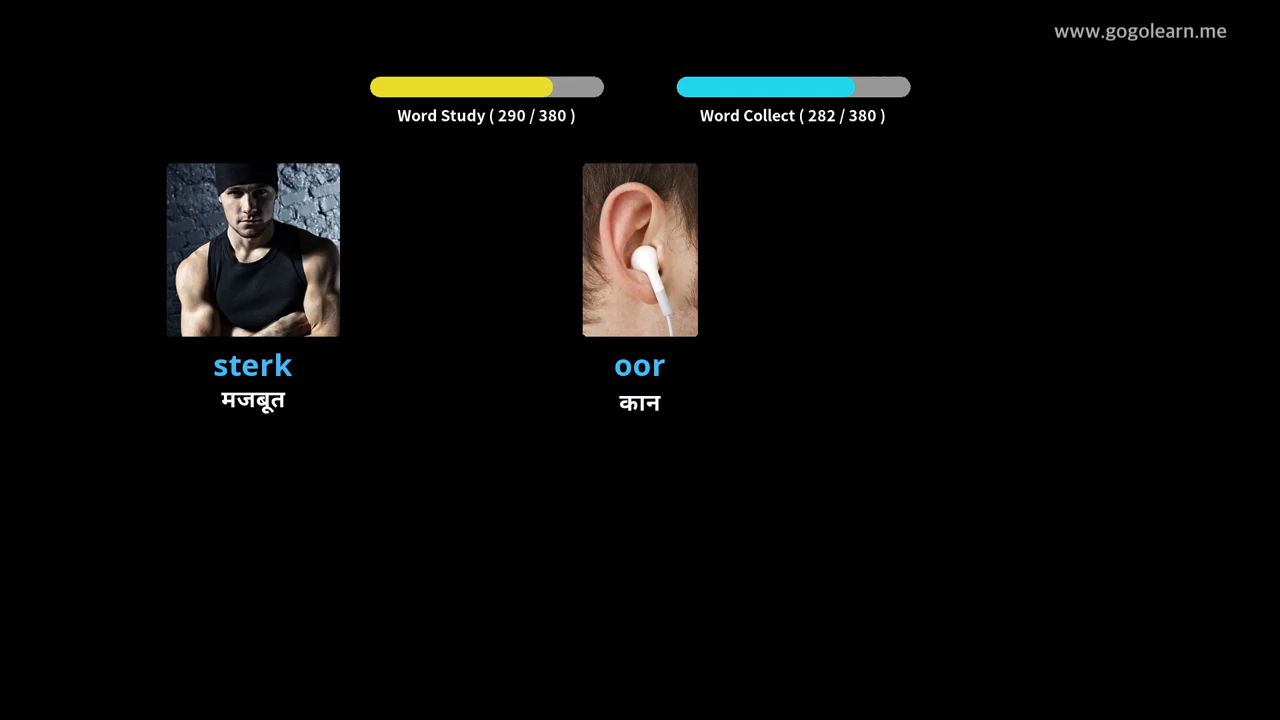 www.gogolearn.me
Word Study ( 290 / 380 )
Word Collect ( 282 / 380 )
sterk
मजबूत
oor
कान